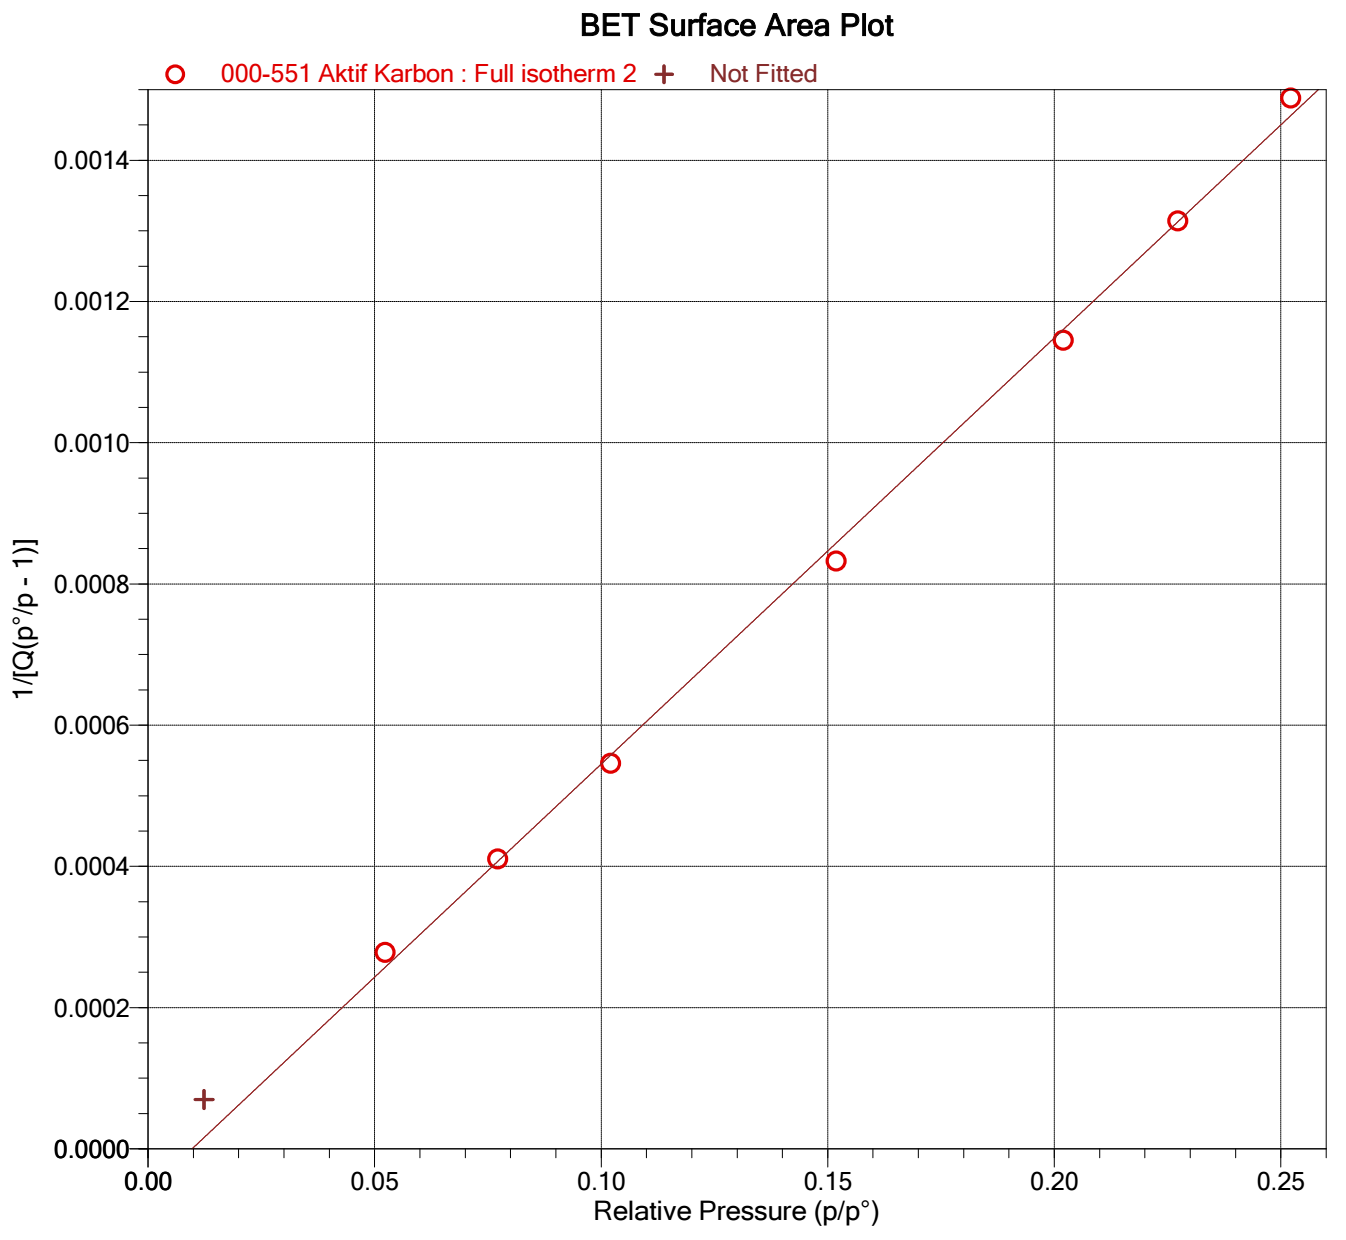 BET Surface Area Plot
000-551 Aktif Karbon : Full isotherm 2 Not Fitted
1/[Q(p°/p - 1)]
0.0014
0.0012
0.0010
0.0008
0.0006
0.0004
0.0002
0.0000
0.00 0.05 0.10 0.15 0.20 0.25
Relative Pressure (p/p°)